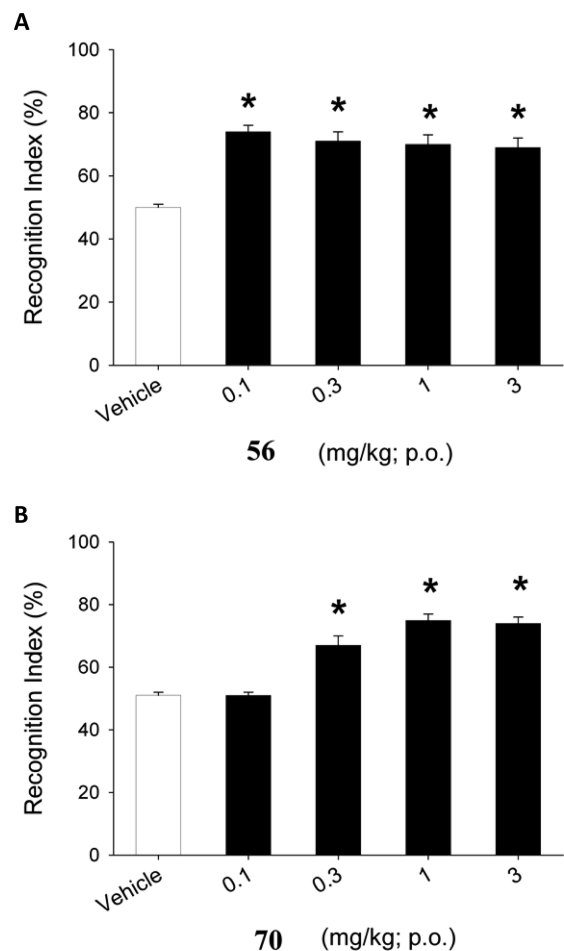 A
100
80
60
40
20
0
Recognition Index (%)
* * * *
Vehicle 0.1 0.3 1 3
56 (mg/kg; p.o.)
B
100
80
60
40
20
0
Recognition Index (%)
* * *
Vehicle 0.1 0.3 1 3
70 (mg/kg; p.o.)